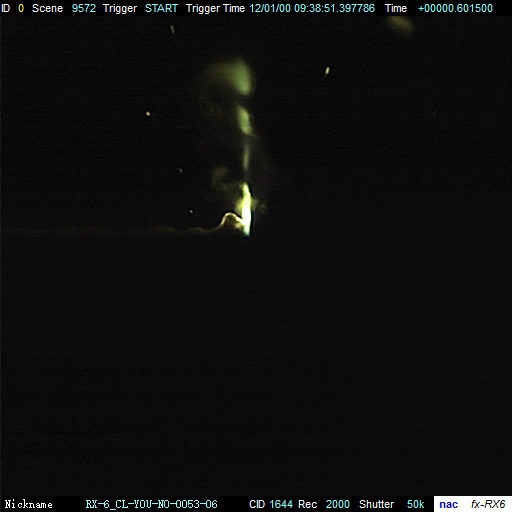 ID 0 Scene 9572 Trigger START Trigger Time 12/01/00 09:38:51.397786 Time +00000.601500
Nickname RX-6_CL-YOU-NO-0053-06 CID 1644 Rec 2000 Shutter 50k nac fx-RX6